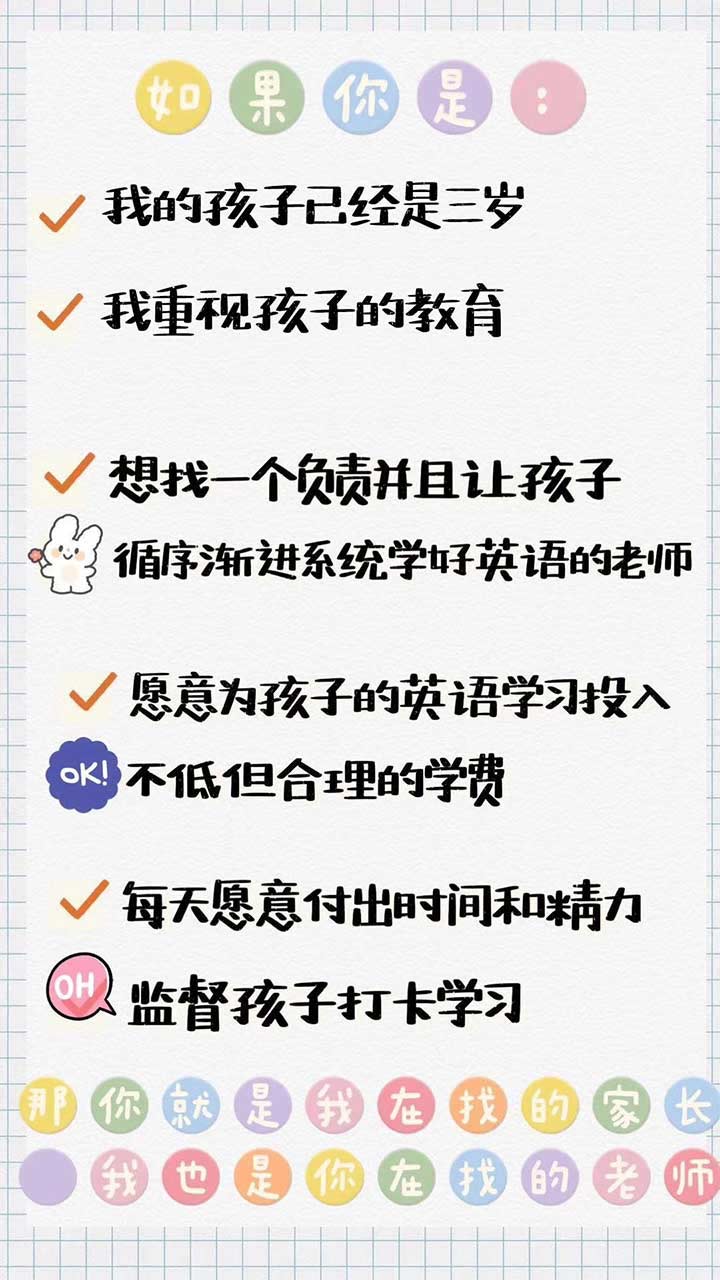 如果你是：
我的孩子已经是三岁
我重视孩子的教育
想找一个负责并且让孩子
循序渐进系统学好英语的老师
愿意为孩子的英语学习投入
OK!
不低但合理的学费
每天愿意付出时间和精力
OH
监督孩子打卡学习
那你就是我在找的家长
我也是你在找的老师